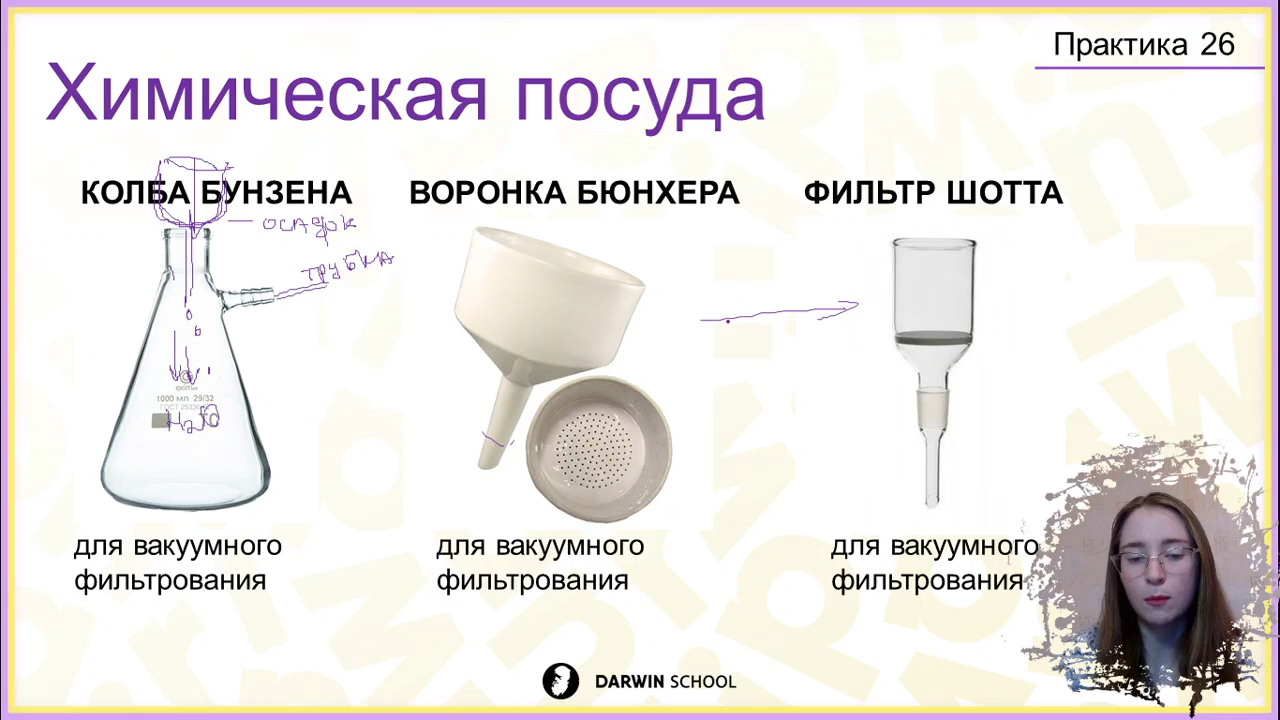 Практика 26
Химическая посуда
КОЛБА БУНЗЕНА
ВОРОНКА БЮНХЕРА
ФИЛЬТР ШОТТА
осадок
трубка
1000 мл 29/32
H₂O
для вакуумного
фильтрования
для вакуумного
фильтрования
для вакуумного
фильтрования
DARWIN SCHOOL